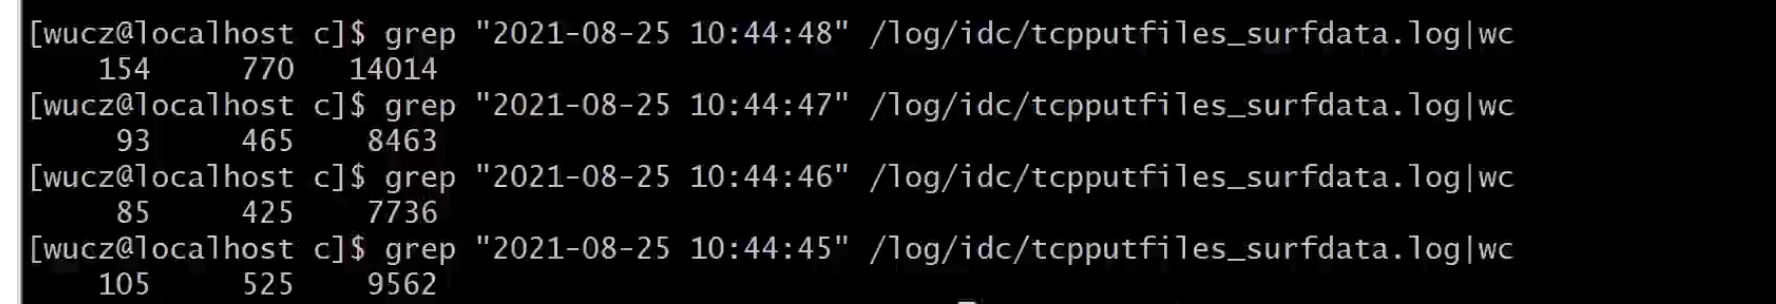 [wucz@localhost c]$ grep "2021-08-25 10:44:48" /log/idc/tcpputfiles_surfdata.log|wc
154 770 14014
[wucz@localhost c]$ grep "2021-08-25 10:44:47" /log/idc/tcpputfiles_surfdata.log|wc
93 465 8463
[wucz@localhost c]$ grep "2021-08-25 10:44:46" /log/idc/tcpputfiles_surfdata.log|wc
85 425 7736
[wucz@localhost c]$ grep "2021-08-25 10:44:45" /log/idc/tcpputfiles_surfdata.log|wc
105 525 9562